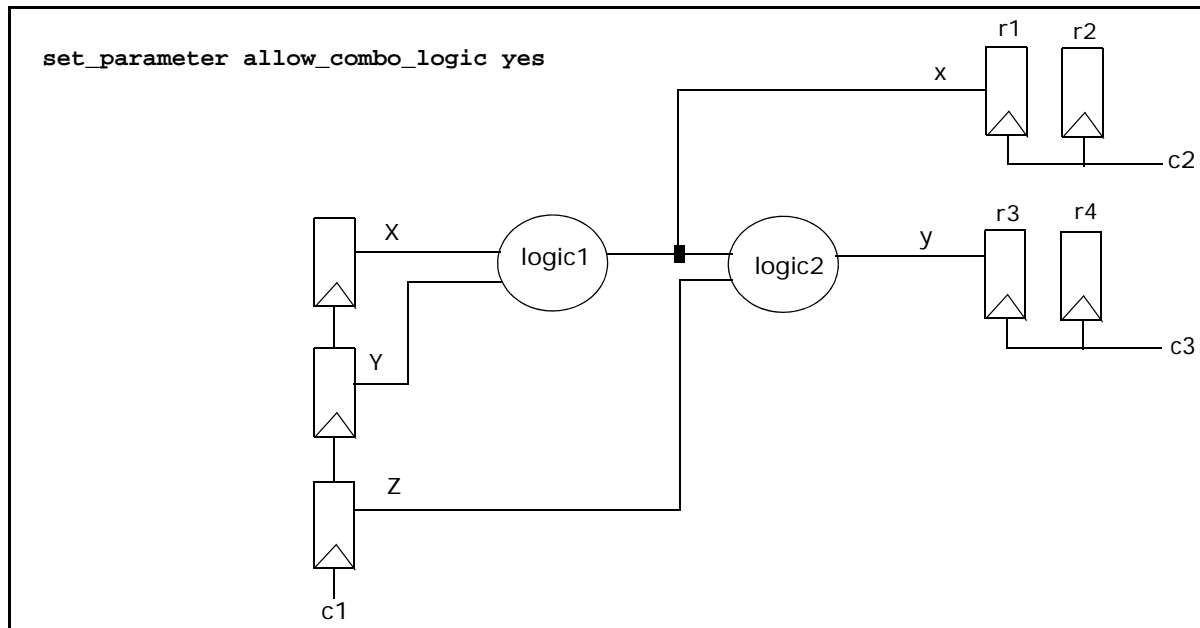 set_parameter allow_combo_logic yes
r1
r2
x
c2
X
logic1
logic2
y
r3
r4
c3
Y
Z
c1